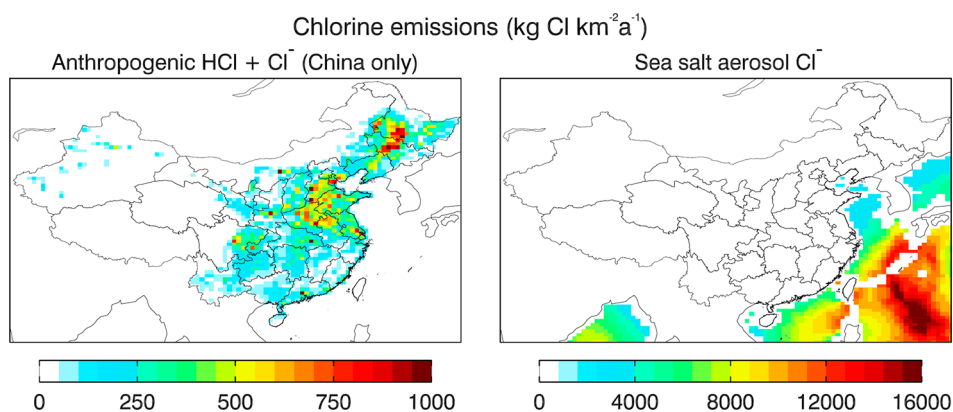 Chlorine emissions (kg Cl km⁻²a⁻¹)
Anthropogenic HCl + Cl⁻ (China only)
Sea salt aerosol Cl⁻
0 250 500 750 1000
0 4000 8000 12000 16000